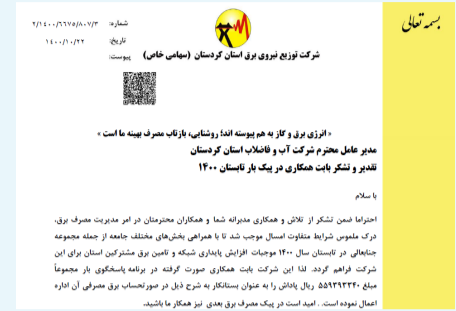 بسمه تعالی
شماره: ۲/۱۴۰۰/۶۶۷۵/۸۰۷/۳
تاریخ: ۱۴۰۰/۱۰/۲۲
پیوست:
شرکت توزیع نیروی برق استان کردستان (سهامی خاص)
« انرژی برق و گاز به هم پیوسته اند؛ روشنایی، بازتاب مصرف بهینه ما است »
مدیر عامل محترم شرکت آب و فاضلاب استان کردستان
تقدیر و تشکر بابت همکاری در پیک بار تابستان ۱۴۰۰
با سلام
احتراما ضمن تشکر از تلاش و همکاری مدبرانه شما و همکاران محترمتان در امر مدیریت مصرف برق،
درک ملموس شرایط متفاوت امسال موجب شد تا با همراهی بخش‌های مختلف جامعه از جمله مجموعه
جنابعالی در تابستان سال ۱۴۰۰ موجبات افزایش پایداری شبکه و تامین برق مشترکین استان برای این
شرکت فراهم گردد. لذا این شرکت بابت همکاری صورت گرفته در برنامه پاسخگوی بار مجموعاً
مبلغ ۵۵۹۳۹۳۳۴۰ ریال پاداش را به عنوان بستانکار به شرح ذیل در صورتحساب برق مصرفی آن اداره
اعمال نموده است. . امید است در پیک مصرف برق بعدی نیز همکار ما باشید.